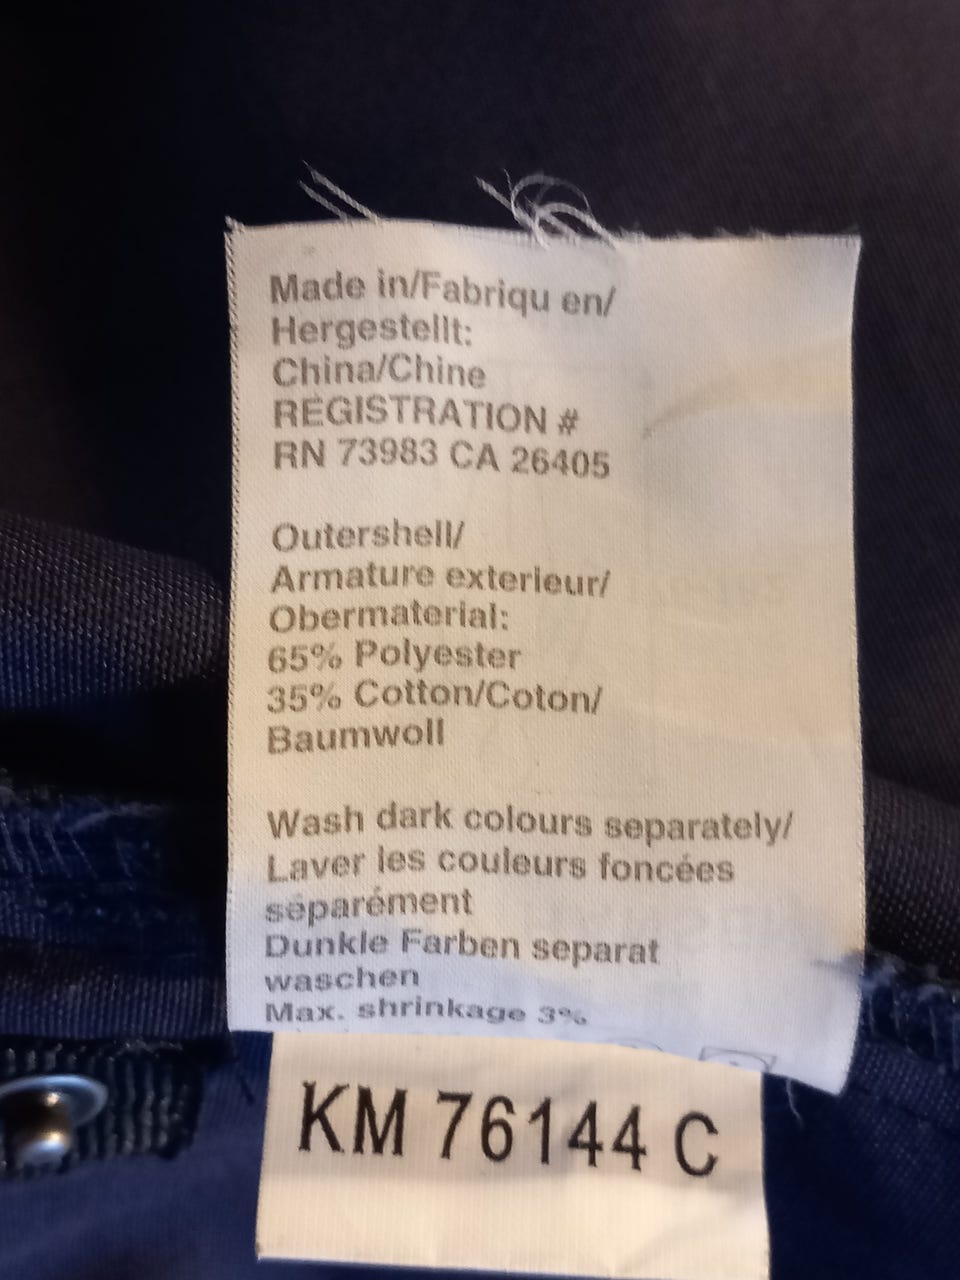 Made in/Fabriqu en/
Hergestellt:
China/Chine
REGISTRATION #
RN 73983 CA 26405
Outershell/
Armature exterieur/
Obermaterial:
65% Polyester
35% Cotton/Coton/
Baumwoll
Wash dark colours separately/
Laver les couleurs foncées
séparément
Dunkle Farben separat
waschen
Max. shrinkage 3%
KM 76144 C